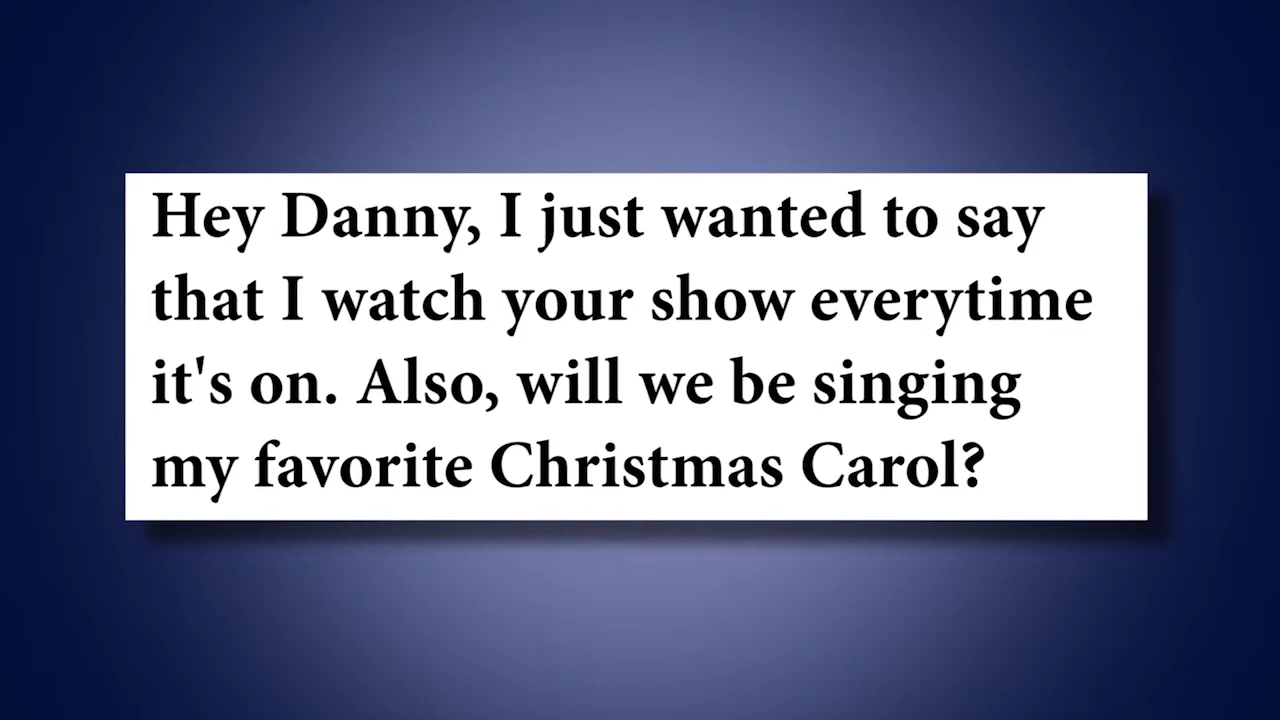 Hey Danny, I just wanted to say
that I watch your show everytime
it's on. Also, will we be singing
my favorite Christmas Carol?